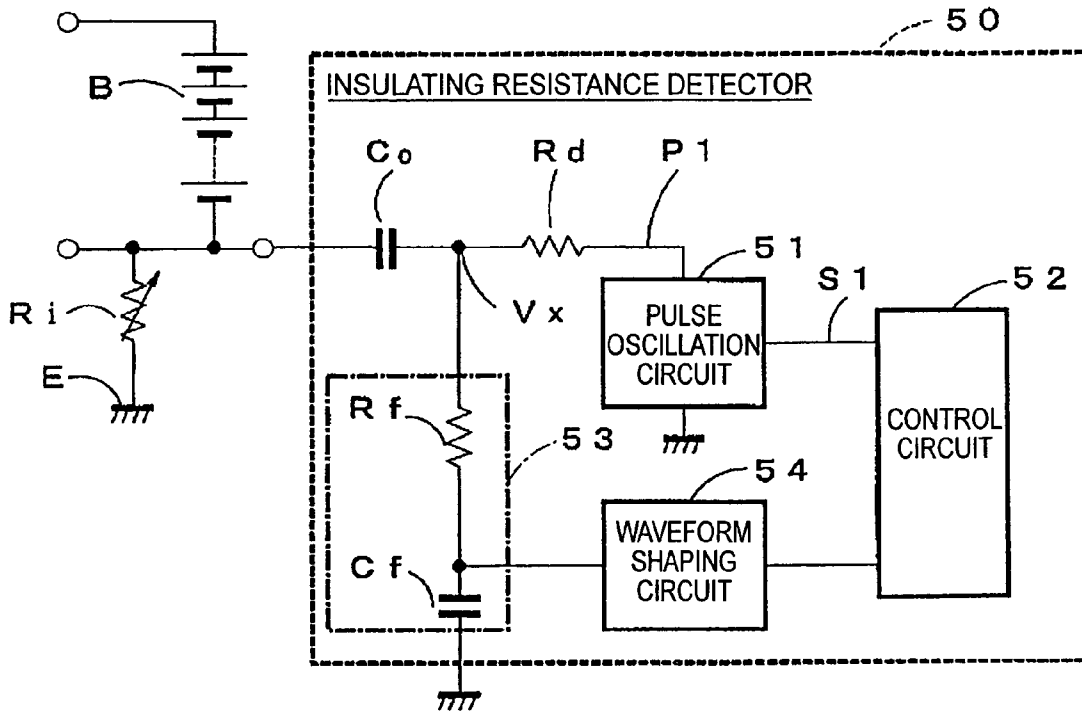 50
B
INSULATING RESISTANCE DETECTOR
Co
Rd
P1
51
S1
52
Ri
Vx
PULSE
OSCILLATION
CIRCUIT
E
Rf
53
CONTROL
CIRCUIT
54
Cf
WAVEFORM
SHAPING
CIRCUIT